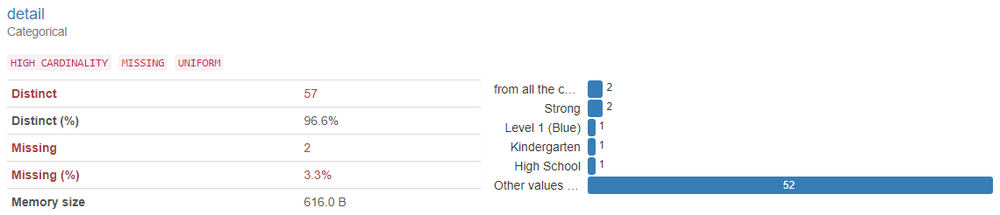 detail
Categorical
HIGH CARDINALITY MISSING UNIFORM
Distinct 57
Distinct (%) 96.6%
Missing 2
Missing (%) 3.3%
Memory size 616.0 B
from all the c... 2
Strong 2
Level 1 (Blue) 1
Kindergarten 1
High School 1
Other values ... 52